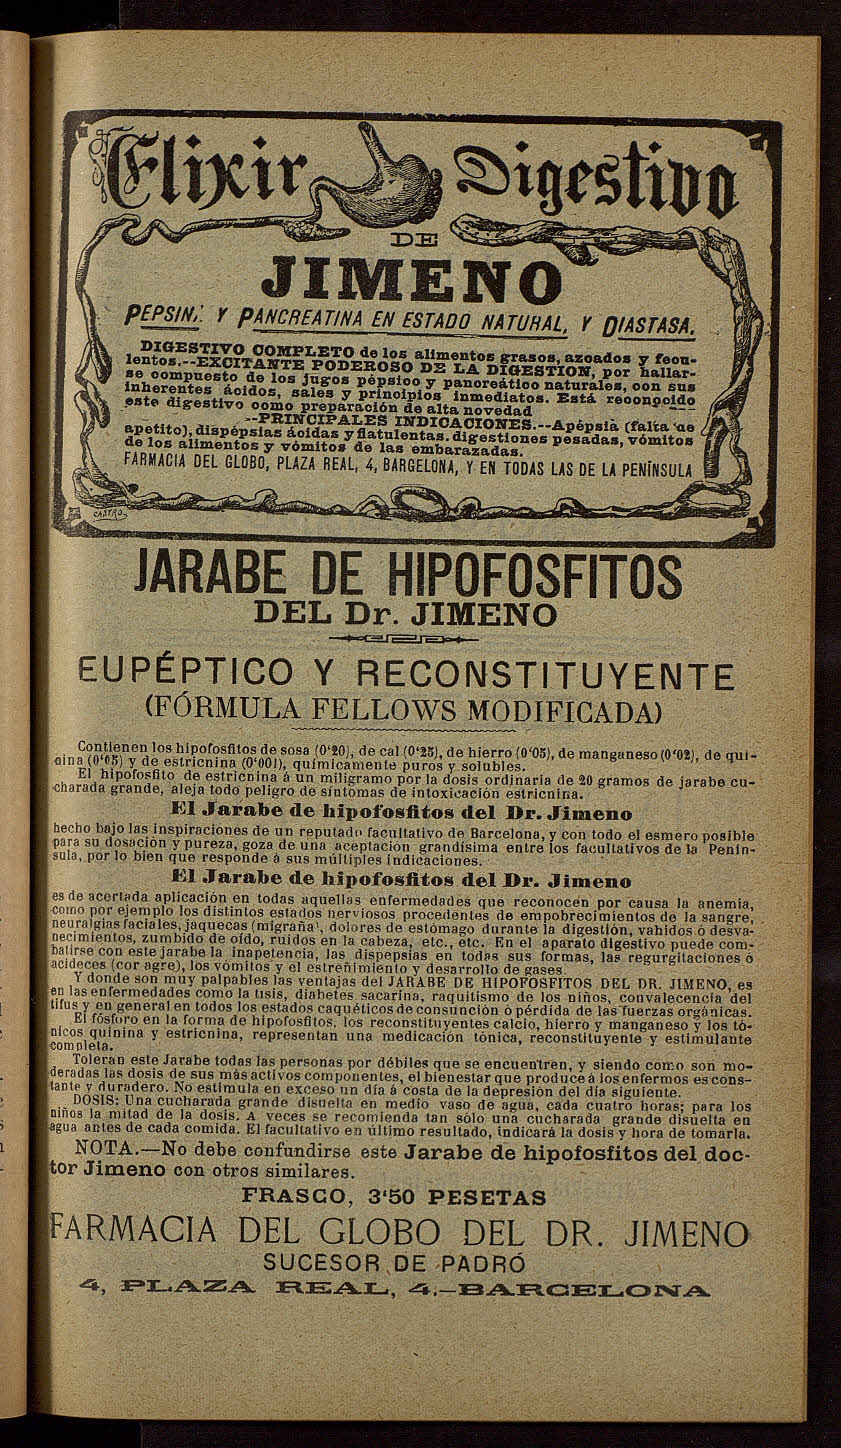 Elixir Digestivo
DE
JIMENO
PEPSINA Y PANCREATINA EN ESTADO NATURAL, Y DIASTASA.
DIGESTIVO COMPLETO de los alimentos grasos, azoados y fecu-
lentos.--EXCITANTE PODEROSO DE LA DIGESTION, por hallar-
se compuesto de los jugos pépsico y pancreático naturales, con sus
inherentes ácidos, sales y principios inmediatos. Está reconocido
este digestivo como preparación de alta novedad
--PRINCIPALES INDICACIONES.--Apépsia (falta de
apetito), dispépsias ácidas y flatulentas. digestiones pesadas, vómitos
de los alimentos y vómitos de las embarazadas.
FARMACIA DEL GLOBO, PLAZA REAL, 4, BARCELONA, Y EN TODAS LAS DE LA PENÍNSULA
CASTRO
JARABE DE HIPOFOSFITOS
DEL Dr. JIMENO
EUPÉPTICO Y RECONSTITUYENTE
(FÓRMULA FELLOWS MODIFICADA)
Contienen los hipofosfitos de sosa (0'20), de cal (0'25), de hierro (0'05), de manganeso (0'02), de qui-
nina (0'05) y de estricnina (0'001), químicamente puros y solubles.
El hipofosfito de estricnina á un miligramo por la dosis ordinaria de 20 gramos de jarabe cu-
charada grande, aleja todo peligro de síntomas de intoxicación estricnina.
El Jarabe de hipofosfitos del Dr. Jimeno
hecho bajo las inspiraciones de un reputado facultativo de Barcelona, y con todo el esmero posible
para su dosación y pureza, goza de una aceptación grandísima entre los facultativos de la Penín-
sula, por lo bien que responde á sus múltiples indicaciones.
El Jarabe de hipofosfitos del Dr. Jimeno
es de acertada aplicación en todas aquellas enfermedades que reconocen por causa la anemia,
como por ejemplo los distintos estados nerviosos procedentes de empobrecimientos de la sangre,
neuralgias faciales, jaquecas (migraña), dolores de estómago durante la digestión, vahidos ó desva-
necimientos, zumbido de oído, ruidos en la cabeza, etc., etc. En el aparato digestivo puede com-
batirse con este jarabe la inapetencia, las dispepsias en todas sus formas, las regurgitaciones ó
acideces (cor agre), los vómitos y el estreñimiento y desarrollo de gases.
Y donde son muy palpables las ventajas del JARABE DE HIPOFOSFITOS DEL DR. JIMENO, es
en las enfermedades como la tisis, diabetes sacarina, raquitismo de los niños, convalecencia del
tifus y en general en todos los estados caquéticos de consunción ó pérdida de las fuerzas orgánicas.
El fósforo en la forma de hipofosfitos, los reconstituyentes calcio, hierro y manganeso y los tó-
nicos quinina y estricnina, representan una medicación tónica, reconstituyente y estimulante
completa.
Toleran este Jarabe todas las personas por débiles que se encuentren, y siendo como son mo-
deradas las dosis de sus más activos componentes, el bienestar que produce á los enfermos es cons-
tante y duradero. No estimula en exceso un día á costa de la depresión del día siguiente.
DOSIS: Una cucharada grande disuelta en medio vaso de agua, cada cuatro horas; para los
niños la mitad de la dosis. A veces se recomienda tan sólo una cucharada grande disuelta en
agua antes de cada comida. El facultativo en último resultado, indicará la dosis y hora de tomarla.
NOTA.—No debe confundirse este Jarabe de hipofosfitos del doc-
tor Jimeno con otros similares.
FRASCO, 3'50 PESETAS
FARMACIA DEL GLOBO DEL DR. JIMENO
SUCESOR DE PADRÓ
4, PLAZA REAL, 4.—BARCELONA